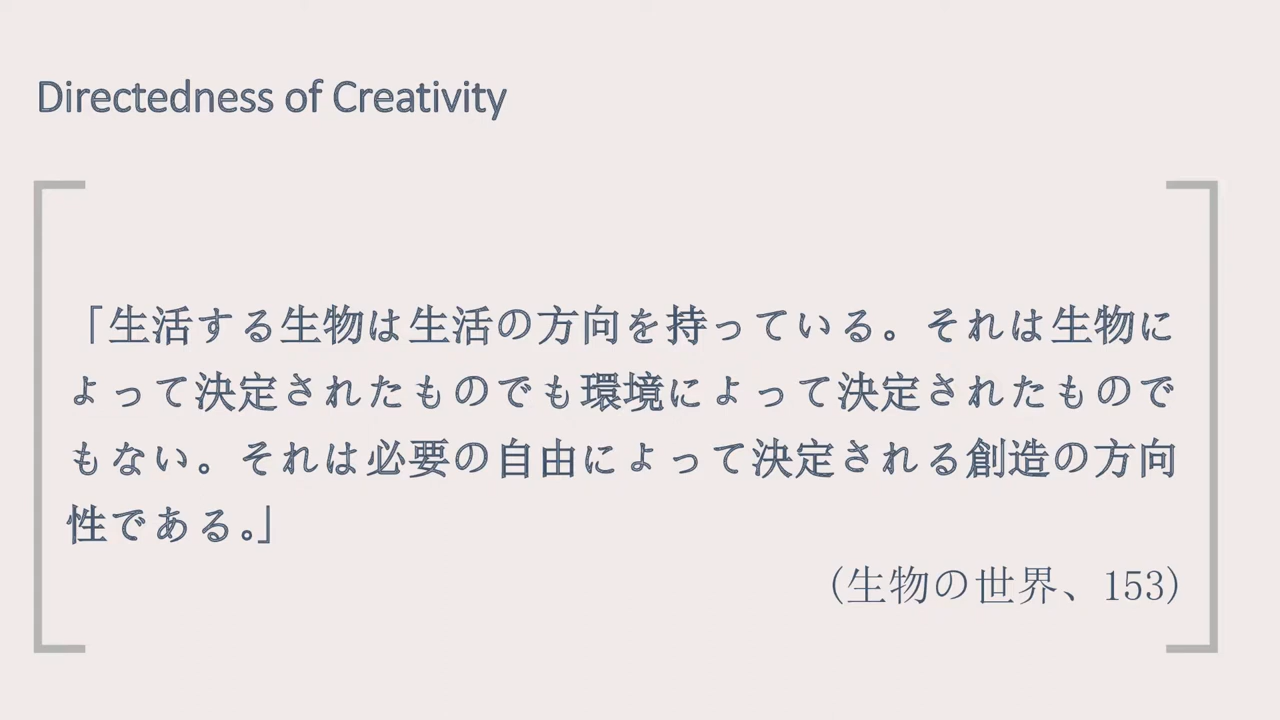 Directedness of Creativity
「生活する生物は生活の方向を持っている。それは生物に
よって決定されたものでも環境によって決定されたもので
もない。それは必要の自由によって決定される創造の方向
性である。」
(生物の世界、153)